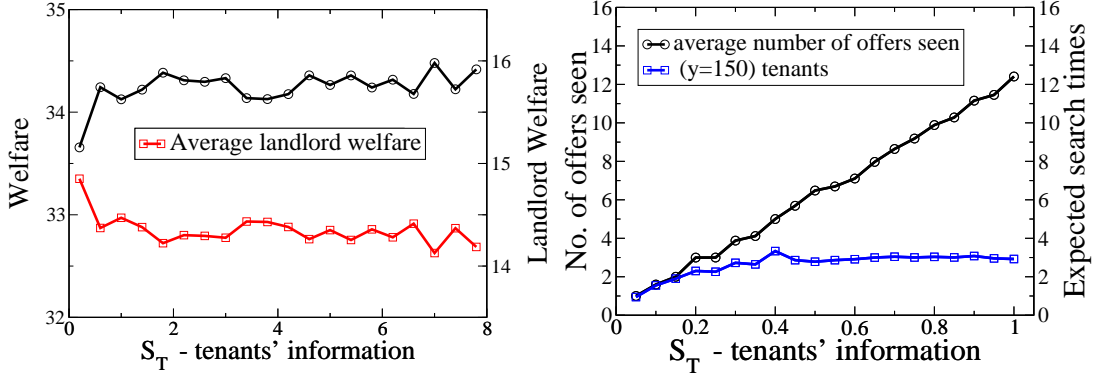 35
34
33
32
Welfare
16
15
14
Landlord Welfare
Average landlord welfare
0 2 4 6 8
S_T - tenants' information
16
14
12
10
8
6
4
2
0
No. of offers seen
average number of offers seen
(y=150) tenants
16
14
12
10
8
6
4
2
0
Expected search times
0.2 0.4 0.6 0.8 1
S_T - tenants' information